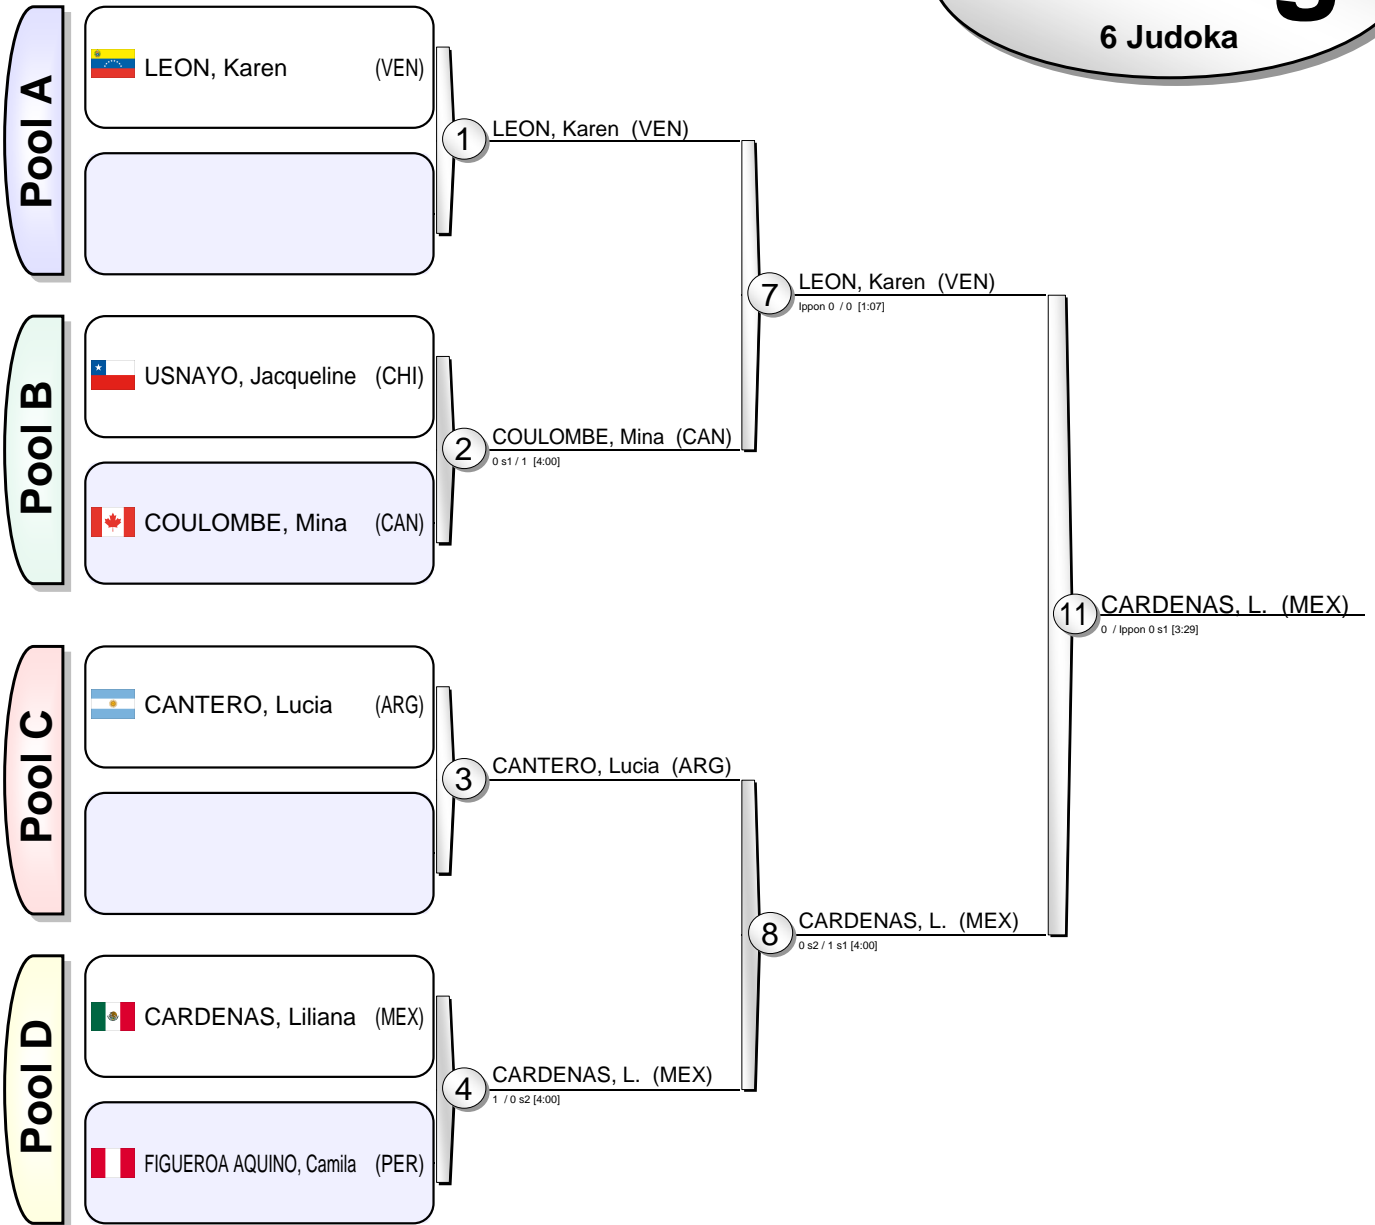 6 Judoka
Pool A
LEON, Karen (VEN)
1
LEON, Karen (VEN)
7
LEON, Karen (VEN)
Ippon 0 / 0 [1:07]
Pool B
USNAYO, Jacqueline (CHI)
COULOMBE, Mina (CAN)
2
COULOMBE, Mina (CAN)
0 s1 / 1 [4:00]
11
CARDENAS, L. (MEX)
0 / Ippon 0 s1 [3:29]
Pool C
CANTERO, Lucia (ARG)
3
CANTERO, Lucia (ARG)
8
CARDENAS, L. (MEX)
0 s2 / 1 s1 [4:00]
Pool D
CARDENAS, Liliana (MEX)
FIGUEROA AQUINO, Camila (PER)
4
CARDENAS, L. (MEX)
1 / 0 s2 [4:00]